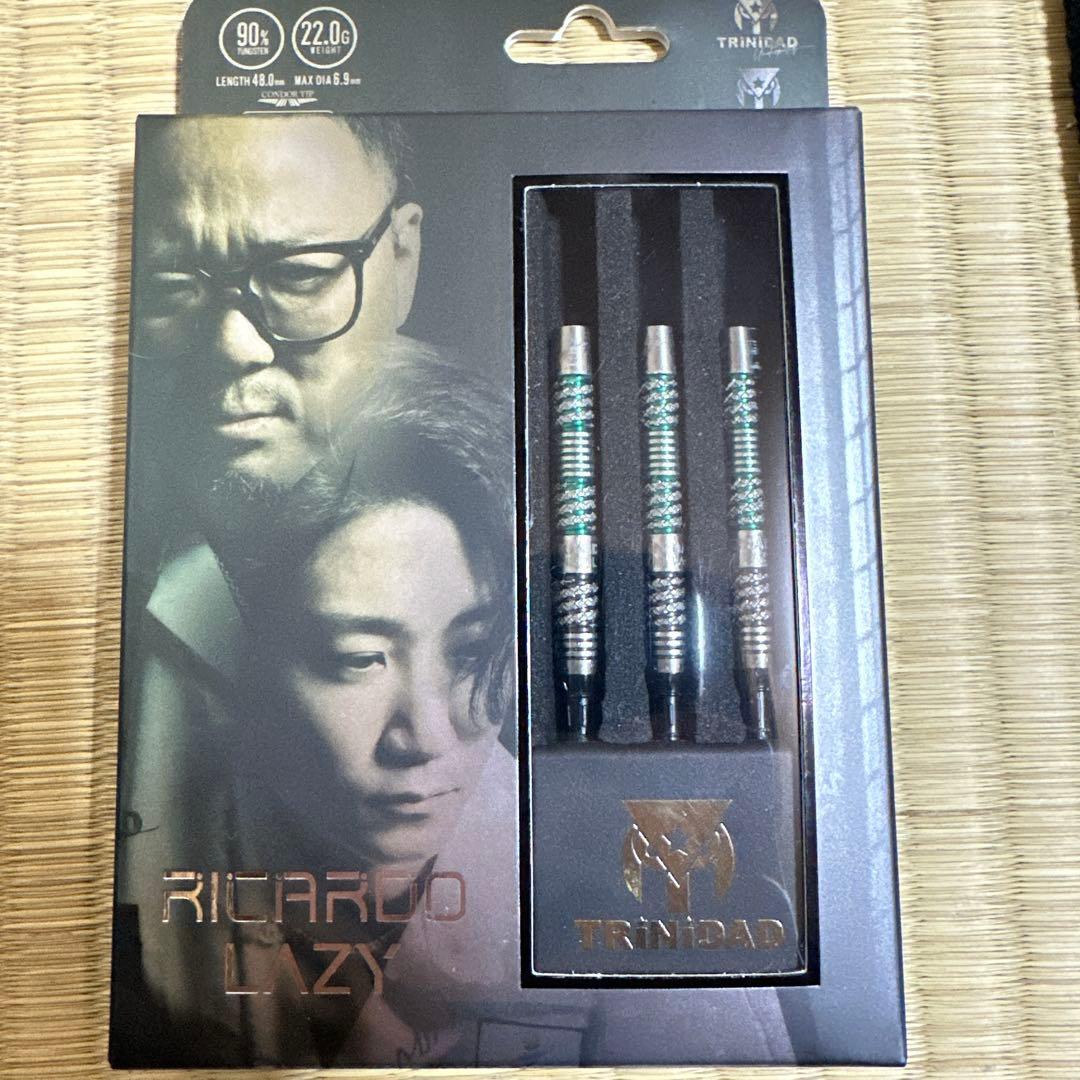 90%
TUNGSTEN
22.0G
WEIGHT
LENGTH 48.0mm MAX DIA 6.9mm
CONDOR TIP
TRiNiDAD
RICARDO
LAZY
TRiNiDAD